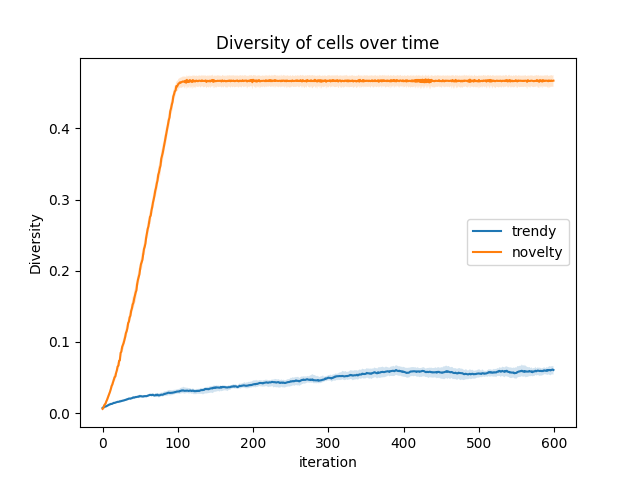 Diversity of cells over time
Diversity
0.4
0.3
0.2
0.1
0.0
trendy
novelty
0 100 200 300 400 500 600
iteration